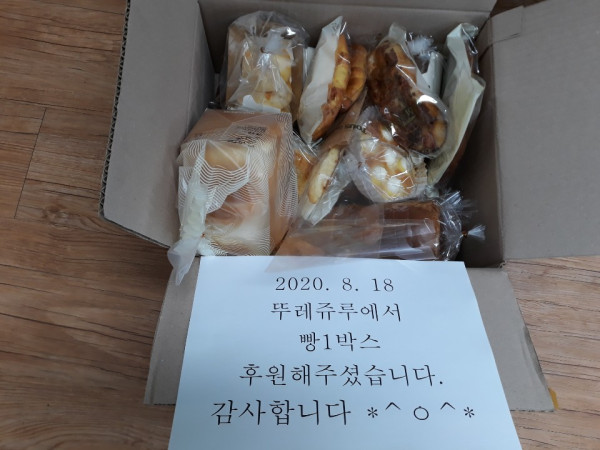 2020. 8. 18
뚜레쥬루에서
빵1박스
후원해주셨습니다.
감사합니다 *^ㅇ^*